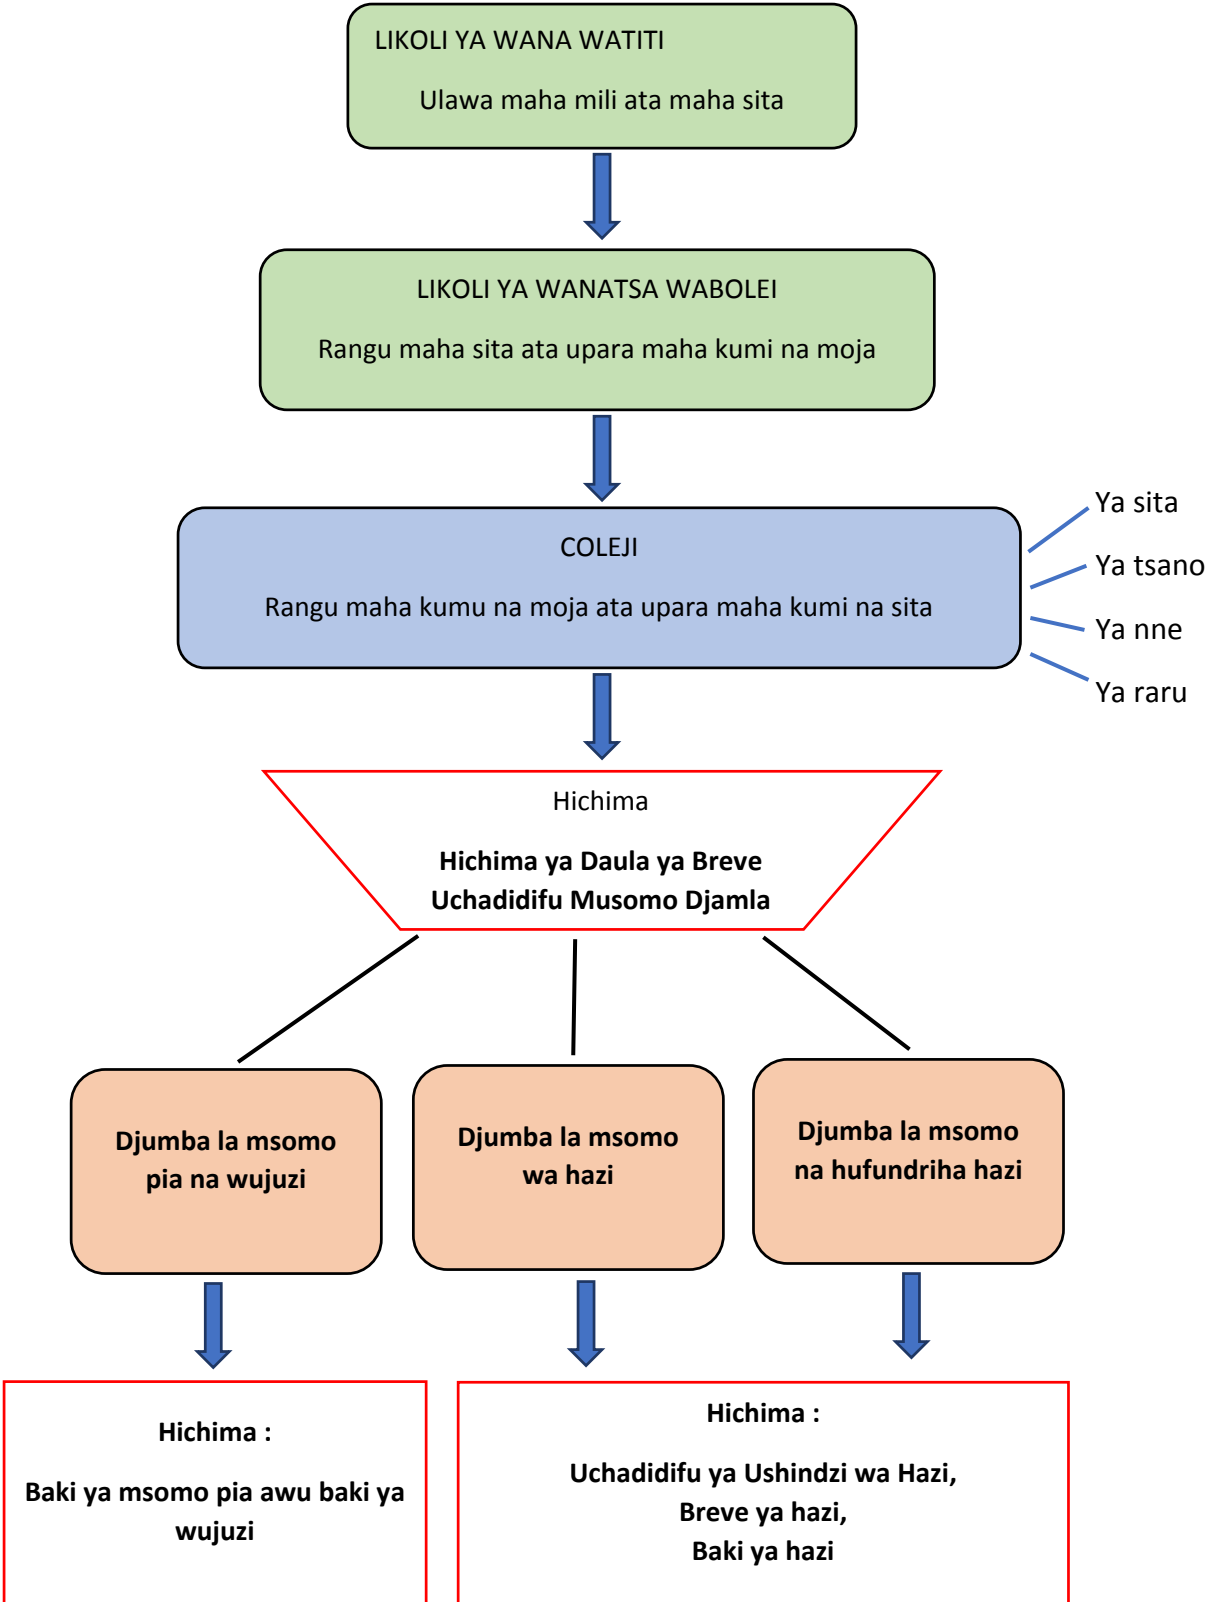 LIKOLI YA WANA WATITI
Ulawa maha mili ata maha sita
LIKOLI YA WANATSA WABOLEI
Rangu maha sita ata upara maha kumi na moja
COLEJI
Rangu maha kumu na moja ata upara maha kumi na sita
Ya sita
Ya tsano
Ya nne
Ya raru
Hichima
Hichima ya Daula ya Breve
Uchadidifu Musomo Djamla
Djumba la msomo
pia na wujuzi
Djumba la msomo
wa hazi
Djumba la msomo
na hufundriha hazi
Hichima :
Baki ya msomo pia awu baki ya
wujuzi
Hichima :
Uchadidifu ya Ushindzi wa Hazi,
Breve ya hazi,
Baki ya hazi